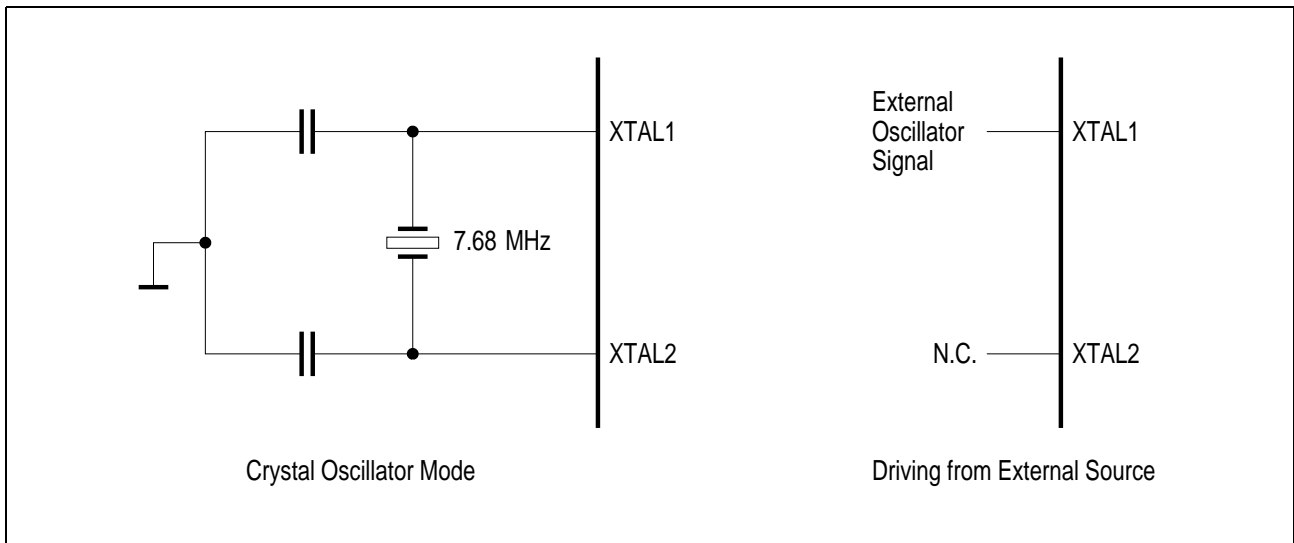 XTAL1
7.68 MHz
XTAL2
Crystal Oscillator Mode
External
Oscillator
Signal
XTAL1
N.C.
XTAL2
Driving from External Source